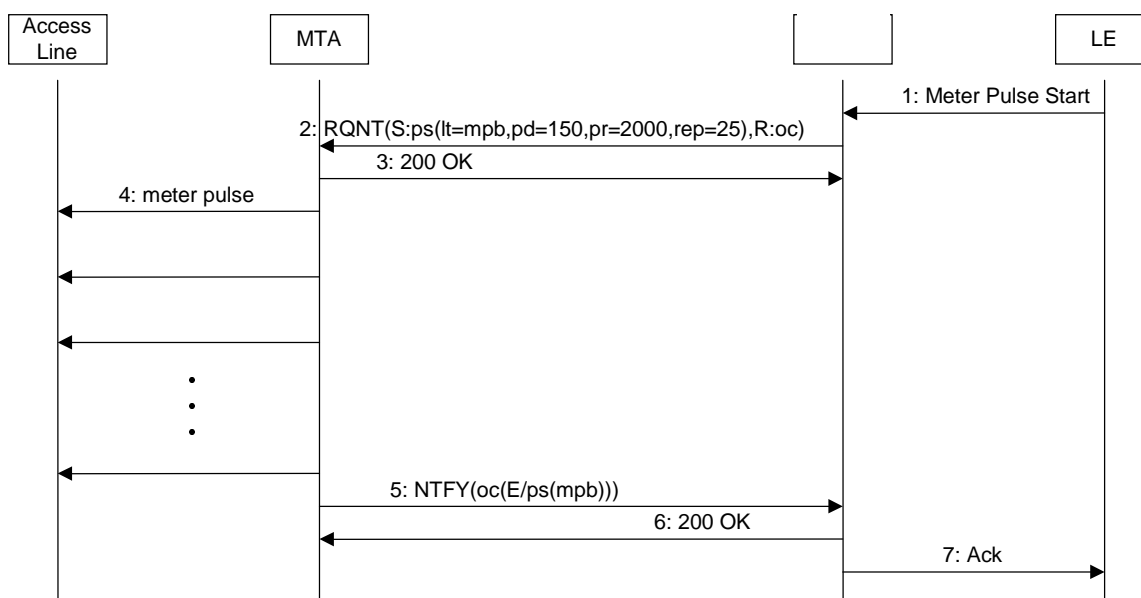 Access
Line
MTA
LE
1: Meter Pulse Start
2: RQNT(S:ps(lt=mpb,pd=150,pr=2000,rep=25),R:oc)
3: 200 OK
4: meter pulse
5: NTFY(oc(E/ps(mpb)))
6: 200 OK
7: Ack